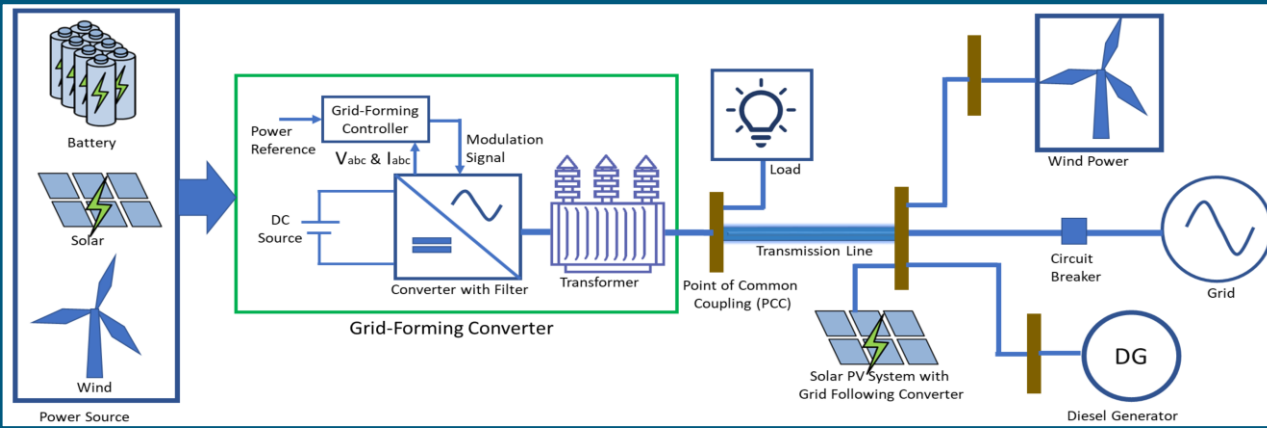 Battery
Solar
Wind
Power Source
Power
Reference
Grid-Forming
Controller
Vabc & Iabc
Modulation
Signal
DC
Source
Converter with Filter
Transformer
Grid-Forming Converter
Load
Point of Common
Coupling (PCC)
Transmission Line
Wind Power
Circuit
Breaker
Grid
Solar PV System with
Grid Following Converter
DG
Diesel Generator